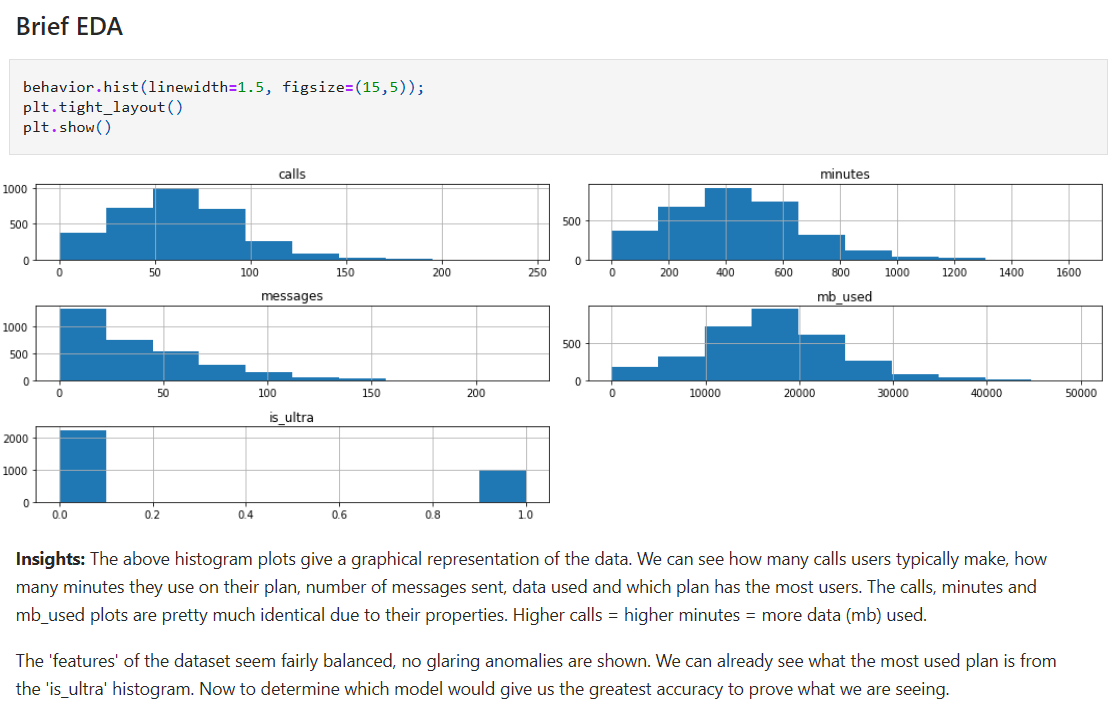 Brief EDA
behavior.hist(linewidth=1.5, figsize=(15,5));
plt.tight_layout()
plt.show()
calls
1000
500
0
0 50 100 150 200 250
minutes
500
0
0 200 400 600 800 1000 1200 1400 1600
messages
1000
500
0
0 50 100 150 200
mb_used
500
0
0 10000 20000 30000 40000 50000
is_ultra
2000
1000
0
0.0 0.2 0.4 0.6 0.8 1.0
Insights: The above histogram plots give a graphical representation of the data. We can see how many calls users typically make, how
many minutes they use on their plan, number of messages sent, data used and which plan has the most users. The calls, minutes and
mb_used plots are pretty much identical due to their properties. Higher calls = higher minutes = more data (mb) used.
The 'features' of the dataset seem fairly balanced, no glaring anomalies are shown. We can already see what the most used plan is from
the 'is_ultra' histogram. Now to determine which model would give us the greatest accuracy to prove what we are seeing.